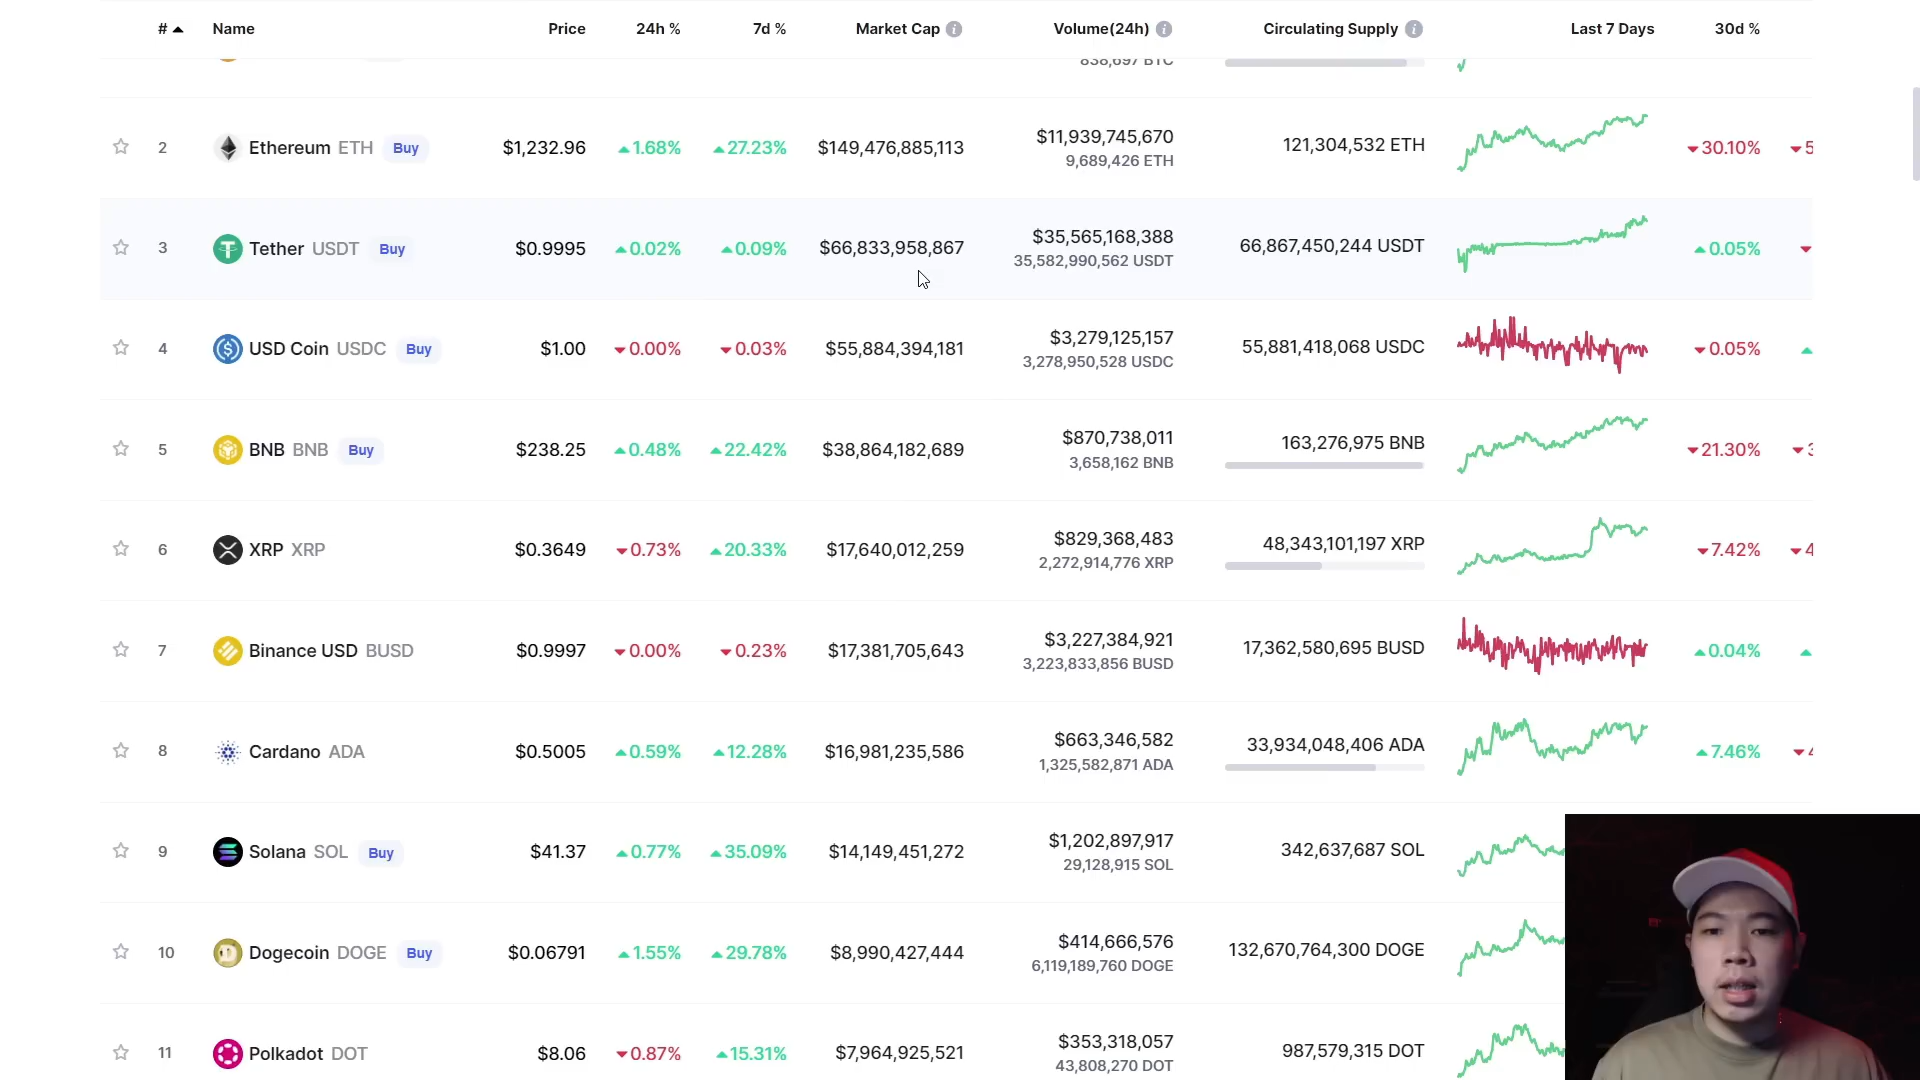 # Name Price 24h % 7d % Market Cap Volume(24h) Circulating Supply Last 7 Days 30d %
838,697 BTC
2 Ethereum ETH Buy $1,232.96 1.68% 27.23% $149,476,885,113 $11,939,745,670 121,304,532 ETH 30.10% 5
9,689,426 ETH
3 Tether USDT Buy $0.9995 0.02% 0.09% $66,833,958,867 $35,565,168,388 66,867,450,244 USDT 0.05%
35,582,990,562 USDT
4 USD Coin USDC Buy $1.00 0.00% 0.03% $55,884,394,181 $3,279,125,157 55,881,418,068 USDC 0.05%
3,278,950,528 USDC
5 BNB BNB Buy $238.25 0.48% 22.42% $38,864,182,689 $870,738,011 163,276,975 BNB 21.30%
3,658,162 BNB
6 XRP XRP $0.3649 0.73% 20.33% $17,640,012,259 $829,368,483 48,343,101,197 XRP 7.42% 4
2,272,914,776 XRP
7 Binance USD BUSD $0.9997 0.00% 0.23% $17,381,705,643 $3,227,384,921 17,362,580,695 BUSD 0.04%
3,223,833,856 BUSD
8 Cardano ADA $0.5005 0.59% 12.28% $16,981,235,586 $663,346,582 33,934,048,406 ADA 7.46%
1,325,582,871 ADA
9 Solana SOL Buy $41.37 0.77% 35.09% $14,149,451,272 $1,202,897,917 342,637,687 SOL
29,128,915 SOL
10 Dogecoin DOGE Buy $0.06791 1.55% 29.78% $8,990,427,444 $414,666,576 132,670,764,300 DOGE
6,119,189,760 DOGE
11 Polkadot DOT $8.06 0.87% 15.31% $7,964,925,521 $353,318,057 987,579,315 DOT
43,808,270 DOT